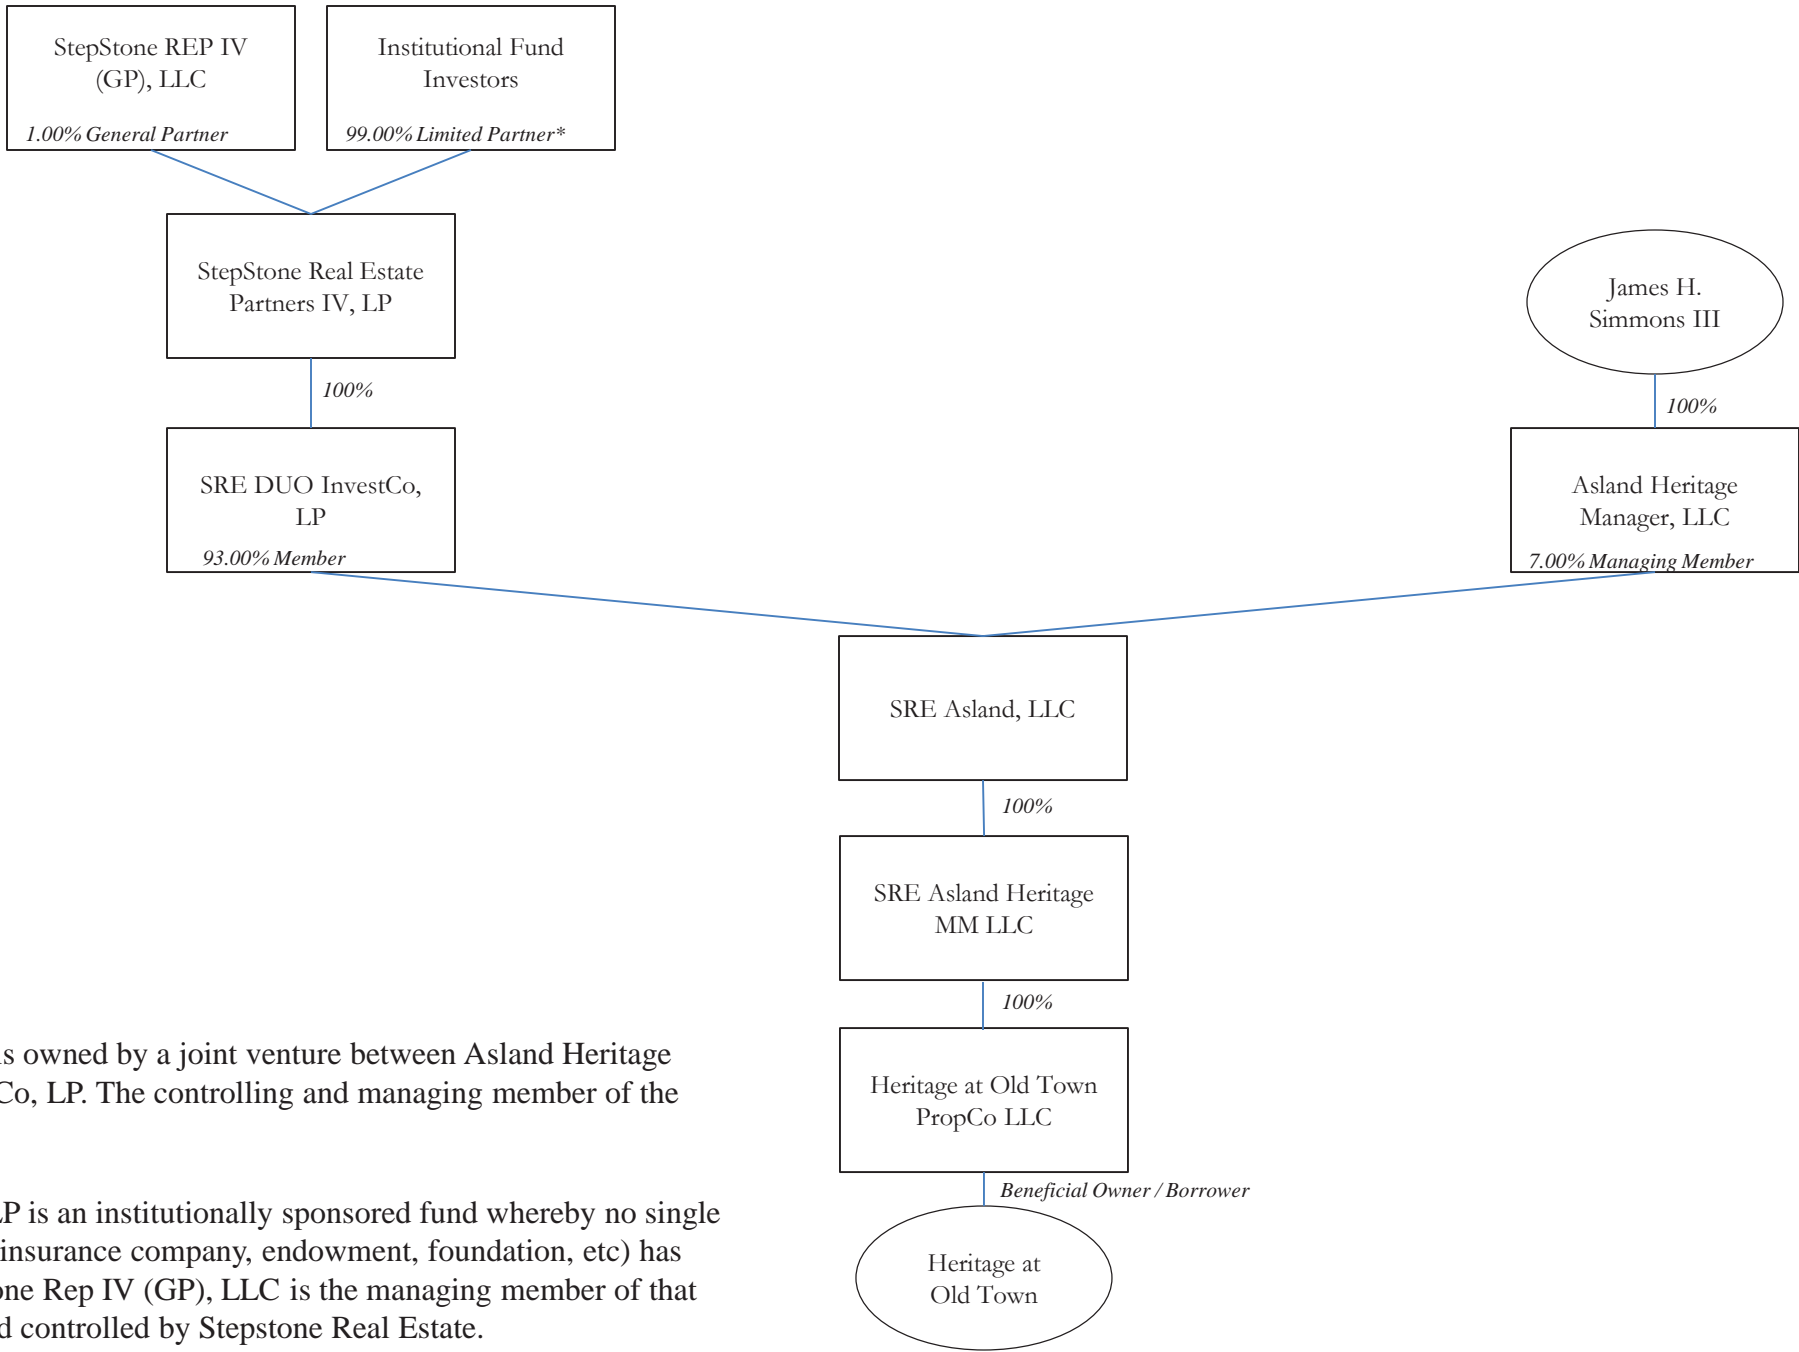 StepStone REP IV
(GP), LLC
1.00% General Partner
Institutional Fund
Investors
99.00% Limited Partner*
StepStone Real Estate
Partners IV, LP
James H.
Simmons III
100%
100%
SRE DUO InvestCo,
LP
93.00% Member
Asland Heritage
Manager, LLC
7.00% Managing Member
SRE Asland, LLC
100%
SRE Asland Heritage
MM LLC
100%
Heritage at Old Town
PropCo LLC
Beneficial Owner / Borrower
Heritage at
Old Town
is owned by a joint venture between Asland Heritage
Co, LP. The controlling and managing member of the
LP is an institutionally sponsored fund whereby no single
insurance company, endowment, foundation, etc) has
one Rep IV (GP), LLC is the managing member of that
d controlled by Stepstone Real Estate.